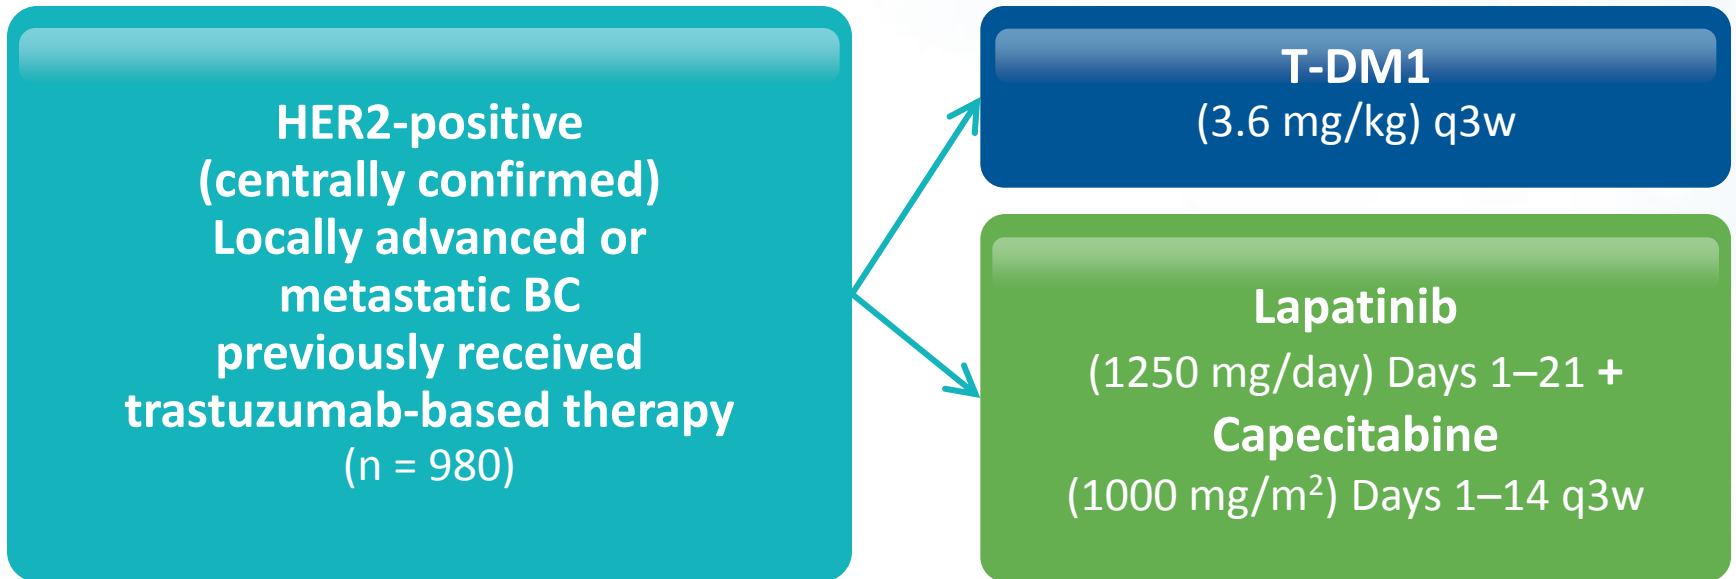 HER2-positive
(centrally confirmed)
Locally advanced or
metastatic BC
previously received
trastuzumab-based therapy
(n = 980)
T-DM1
(3.6 mg/kg) q3w
Lapatinib
(1250 mg/day) Days 1–21 +
Capecitabine
(1000 mg/m²) Days 1–14 q3w